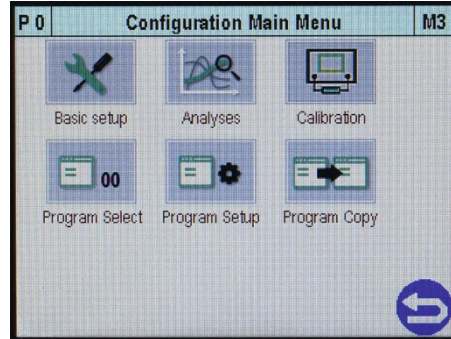 P 0 Configuration Main Menu M3
Basic setup Analyses Calibration
00
Program Select Program Setup Program Copy